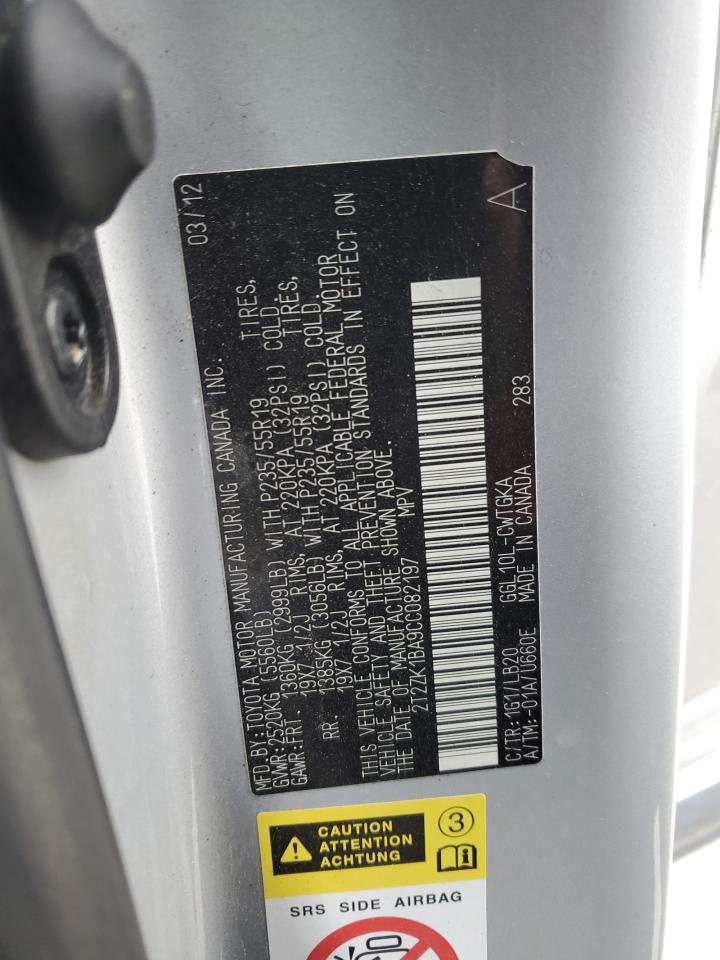 MFD.BY:TOYOTA MOTOR MANUFACTURING CANADA INC. 03/12
GVWR:2520KG (5560LB)
GAWR:FRT. 1360KG (2999LB) WITH P235/55R19 TIRES,
19X7 1/2J RIMS, AT 220KPA (32PSI) COLD.
RR. 1385KG (3056LB) WITH P235/55R19 TIRES,
19X7 1/2J RIMS, AT 220KPA (32PSI) COLD.
THIS VEHICLE CONFORMS TO ALL APPLICABLE FEDERAL MOTOR
VEHICLE SAFETY AND THEFT PREVENTION STANDARDS IN EFFECT ON
THE DATE OF MANUFACTURE SHOWN ABOVE.
2T2ZK1BA9CC082197 MPV
C/TR:1G1/LB20 GGL10L-CWTGKA 283
A/TM:-01A/U660E MADE IN CANADA
A
CAUTION
ATTENTION
ACHTUNG
3
SRS SIDE AIRBAG